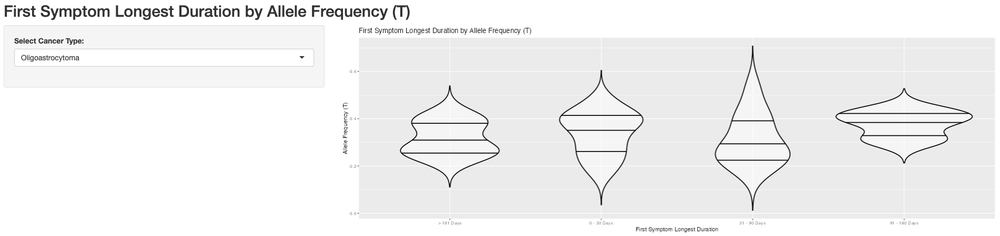 First Symptom Longest Duration by Allele Frequency (T)
Select Cancer Type:
Oligoastrocytoma
First Symptom Longest Duration by Allele Frequency (T)
Allele Frequency (T)
0.6
0.4
0.2
0.0
> 181 Days
0 - 30 Days
31 - 90 Days
91 - 180 Days
First Symptom Longest Duration